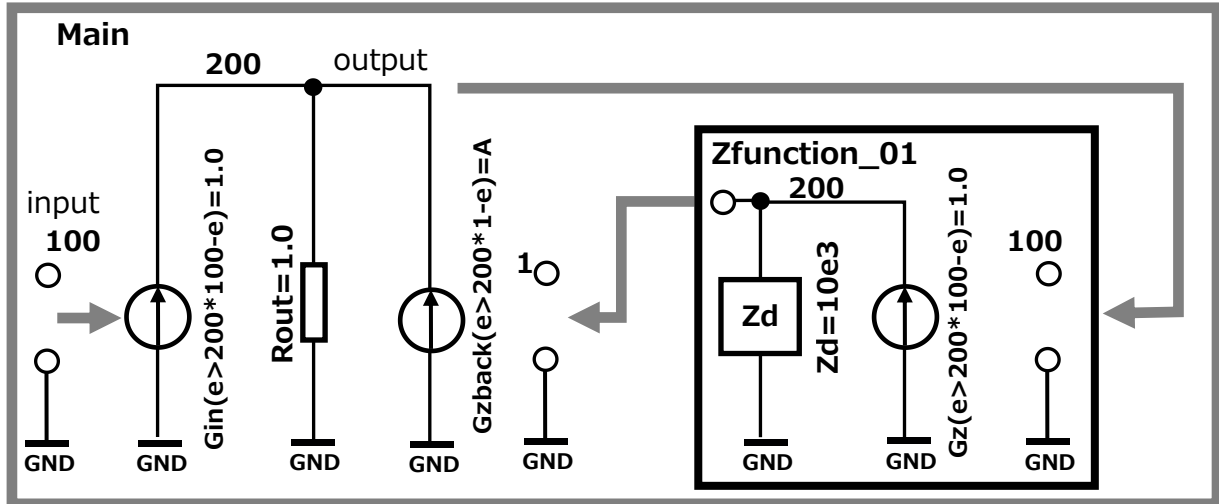 Main
200
output
input
100
Gin(e>200*100-e)=1.0
Rout=1.0
Gzback(e>200*1-e)=A
1
Zfunction_01
200
Zd
Zd=10e3
Gz(e>200*100-e)=1.0
100
GND
GND
GND
GND
GND
GND
GND
GND